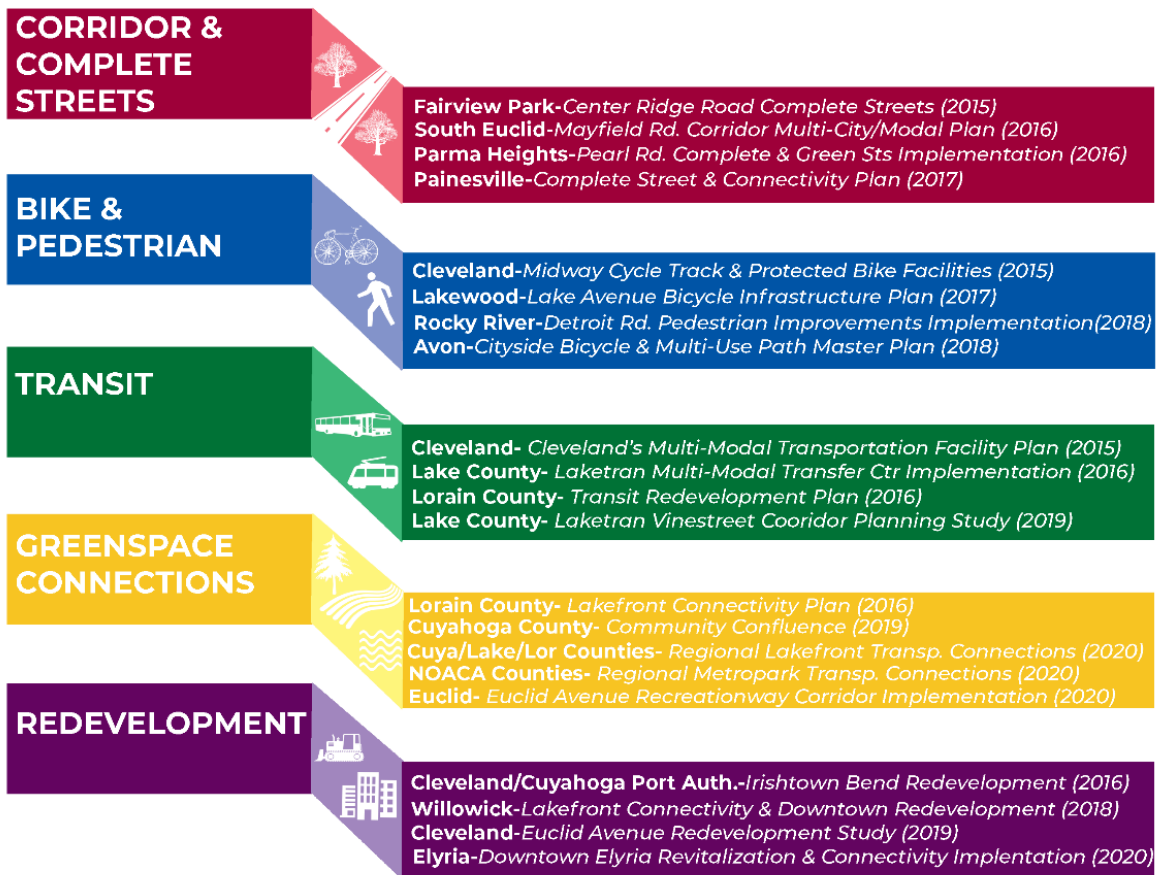 CORRIDOR &
COMPLETE
STREETS
Fairview Park-Center Ridge Road Complete Streets (2015)
South Euclid-Mayfield Rd. Corridor Multi-City/Modal Plan (2016)
Parma Heights-Pearl Rd. Complete & Green Sts Implementation (2016)
Painesville-Complete Street & Connectivity Plan (2017)
BIKE &
PEDESTRIAN
Cleveland-Midway Cycle Track & Protected Bike Facilities (2015)
Lakewood-Lake Avenue Bicycle Infrastructure Plan (2017)
Rocky River-Detroit Rd. Pedestrian Improvements Implementation(2018)
Avon-Cityside Bicycle & Multi-Use Path Master Plan (2018)
TRANSIT
Cleveland- Cleveland's Multi-Modal Transportation Facility Plan (2015)
Lake County- Laketran Multi-Modal Transfer Ctr Implementation (2016)
Lorain County- Transit Redevelopment Plan (2016)
Lake County- Laketran Vinestreet Cooridor Planning Study (2019)
GREENSPACE
CONNECTIONS
Lorain County- Lakefront Connectivity Plan (2016)
Cuyahoga County- Community Confluence (2019)
Cuya/Lake/Lor Counties- Regional Lakefront Transp. Connections (2020)
NOACA Counties- Regional Metropark Transp. Connections (2020)
Euclid- Euclid Avenue Recreationway Corridor Implementation (2020)
REDEVELOPMENT
Cleveland/Cuyahoga Port Auth.-Irishtown Bend Redevelopment (2016)
Willowick-Lakefront Connectivity & Downtown Redevelopment (2018)
Cleveland-Euclid Avenue Redevelopment Study (2019)
Elyria-Downtown Elyria Revitalization & Connectivity Implentation (2020)